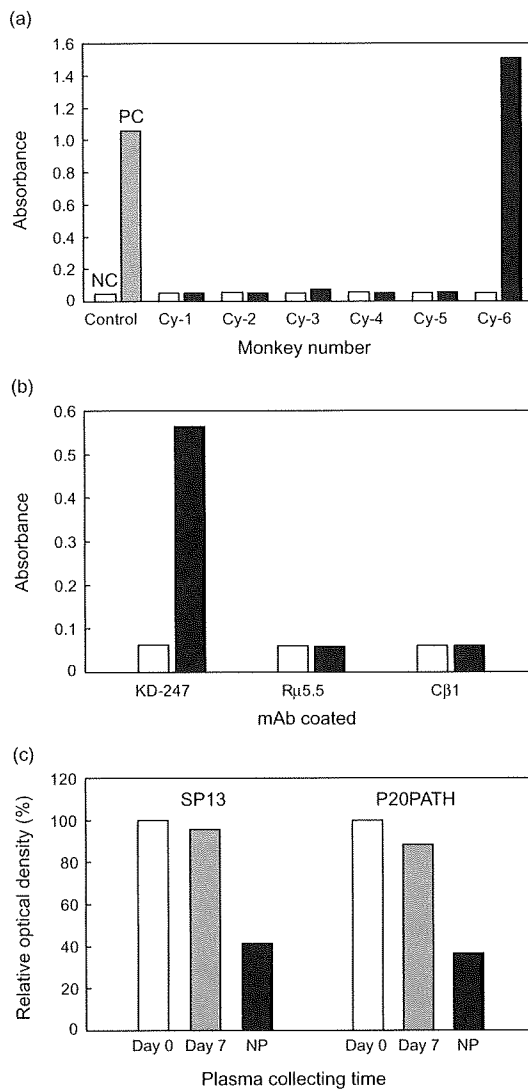 (a)
1.6
1.4
1.2
1.0
0.8
0.6
0.4
0.2
0
Absorbance
PC
NC
Control Cy-1 Cy-2 Cy-3 Cy-4 Cy-5 Cy-6
Monkey number
(b)
0.6
0.5
0.4
0.3
0.2
0.1
0
Absorbance
KD-247 Rμ5.5 Cβ1
mAb coated
(c)
120
100
80
60
40
20
0
Relative optical density (%)
SP13 P20PATH
Day 0 Day 7 NP Day 0 Day 7 NP
Plasma collecting time